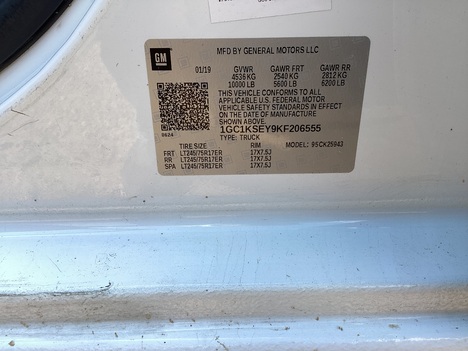 GM
MFD BY GENERAL MOTORS LLC
01/19 GVWR GAWR FRT GAWR RR
4536 KG 2540 KG 2812 KG
10000 LB 5600 LB 6200 LB
THIS VEHICLE CONFORMS TO ALL
APPLICABLE U.S. FEDERAL MOTOR
VEHICLE SAFETY STANDARDS IN EFFECT
ON THE DATE OF MANUFACTURE
SHOWN ABOVE.
0624 1GC1KSEY9KF206555
TYPE: TRUCK MODEL: 9SCK25943
TIRE SIZE RIM
FRT LT245/75R17ER 17X7.5J
RR LT245/75R17ER 17X7.5J
SPA LT245/75R17ER 17X7.5J